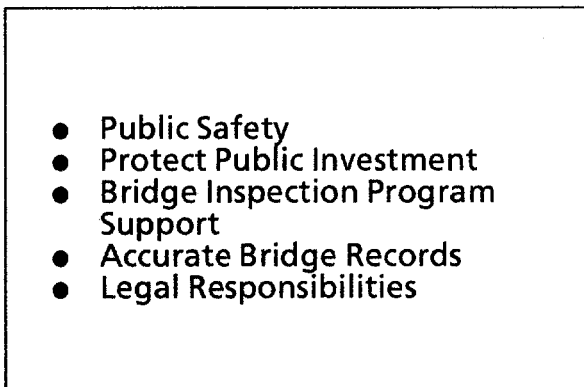 ● Public Safety
● Protect Public Investment
● Bridge Inspection Program
Support
● Accurate Bridge Records
● Legal Responsibilities